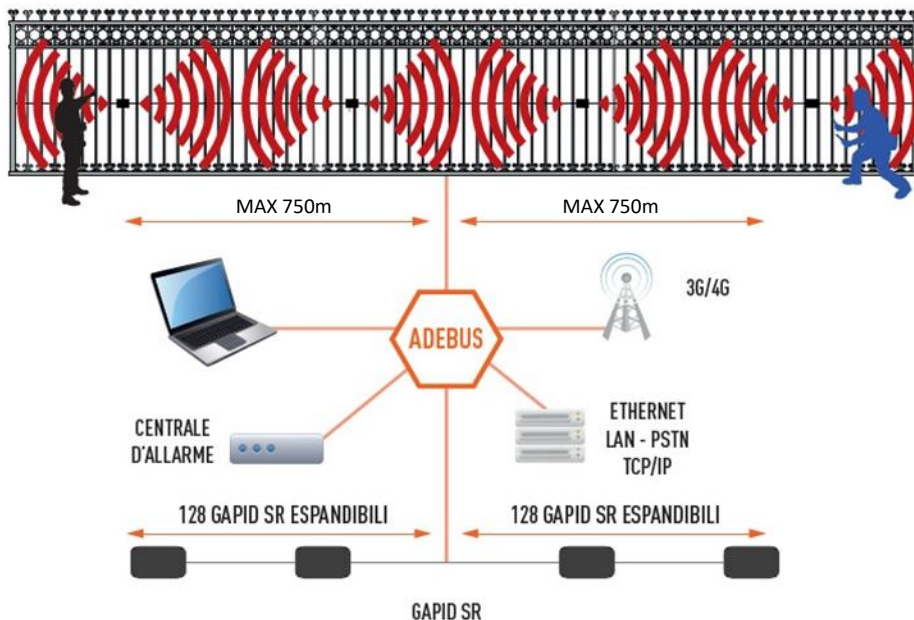 MAX 750m
MAX 750m
3G/4G
ADEBUS
CENTRALE
D'ALLARME
ETHERNET
LAN - PSTN
TCP/IP
128 GAPID SR ESPANDIBILI
128 GAPID SR ESPANDIBILI
GAPID SR